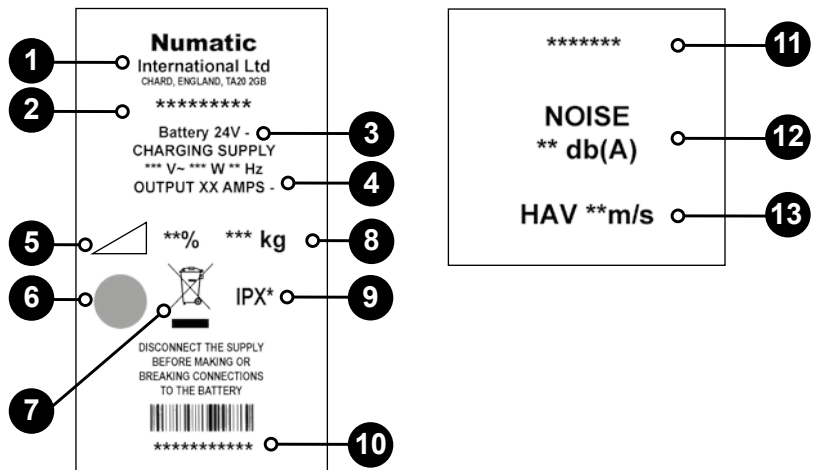 1
Numatic
International Ltd
CHARD, ENGLAND, TA20 2GB
2
*********
Battery 24V -
3
CHARGING SUPPLY
*** V~ *** W ** Hz
OUTPUT XX AMPS -
4
5
**%
*** kg
8
6
IPX*
9
7
DISCONNECT THE SUPPLY
BEFORE MAKING OR
BREAKING CONNECTIONS
TO THE BATTERY
***********
10
*******
11
NOISE
** db(A)
12
HAV **m/s
13